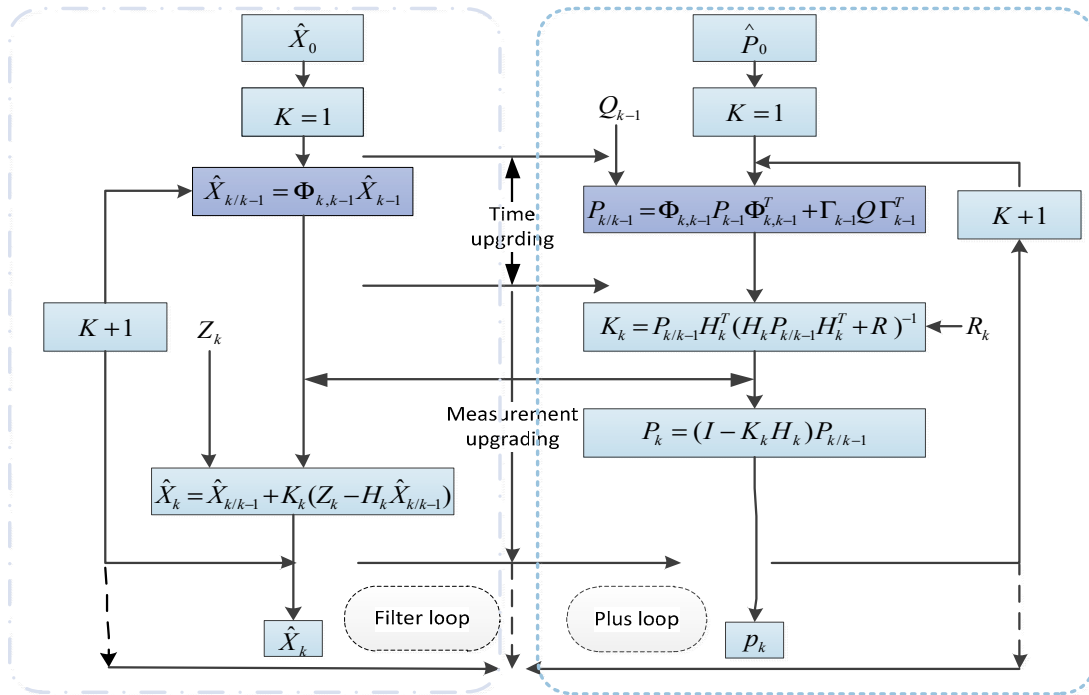 X̂₀
K = 1
X̂_{k/k−1} = Φ_{k,k−1} X̂_{k−1}
K + 1
Z_k
X̂_k = X̂_{k/k−1} + K_k (Z_k − H_k X̂_{k/k−1})
X̂_k
Filter loop
Time
upgrding
Measurement
upgrading
P̂₀
K = 1
Q_{k−1}
P_{k/k−1} = Φ_{k,k−1} P_{k−1} Φ^T_{k,k−1} + Γ_{k−1} Q Γ^T_{k−1}
K + 1
K_k = P_{k/k−1} H_k^T (H_k P_{k/k−1} H_k^T + R )^{−1}
R_k
P_k = (I − K_k H_k) P_{k/k−1}
Plus loop
p_k